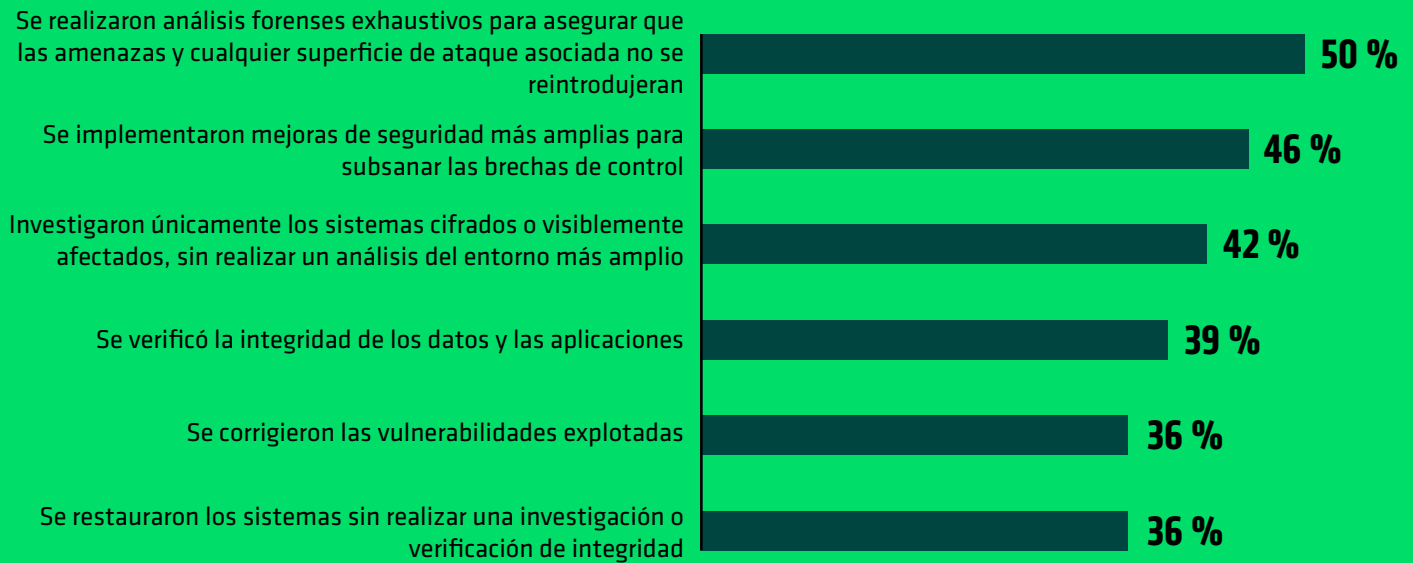 Se realizaron análisis forenses exhaustivos para asegurar que
las amenazas y cualquier superficie de ataque asociada no se
reintrodujeran
50 %
Se implementaron mejoras de seguridad más amplias para
subsanar las brechas de control
46 %
Investigaron únicamente los sistemas cifrados o visiblemente
afectados, sin realizar un análisis del entorno más amplio
42 %
Se verificó la integridad de los datos y las aplicaciones
39 %
Se corrigieron las vulnerabilidades explotadas
36 %
Se restauraron los sistemas sin realizar una investigación o
verificación de integridad
36 %